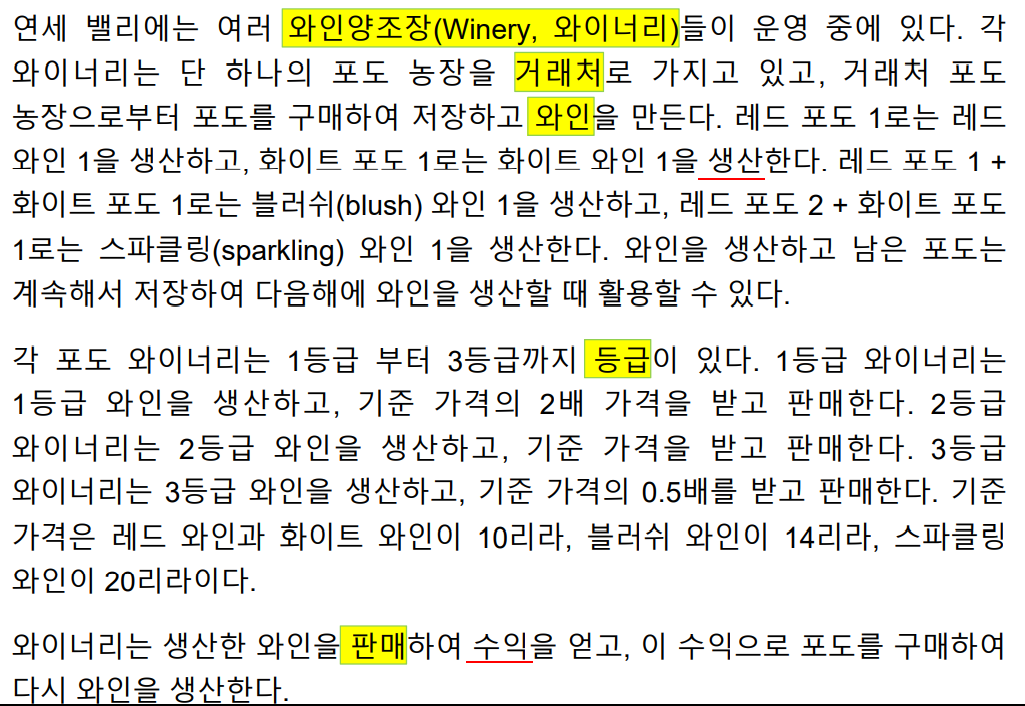 연세 밸리에는 여러 와인양조장(Winery, 와이너리)들이 운영 중에 있다. 각
와이너리는 단 하나의 포도 농장을 거래처로 가지고 있고, 거래처 포도
농장으로부터 포도를 구매하여 저장하고 와인을 만든다. 레드 포도 1로는 레드
와인 1을 생산하고, 화이트 포도 1로는 화이트 와인 1을 생산한다. 레드 포도 1 +
화이트 포도 1로는 블러쉬(blush) 와인 1을 생산하고, 레드 포도 2 + 화이트 포도
1로는 스파클링(sparkling) 와인 1을 생산한다. 와인을 생산하고 남은 포도는
계속해서 저장하여 다음해에 와인을 생산할 때 활용할 수 있다.
각 포도 와이너리는 1등급 부터 3등급까지 등급이 있다. 1등급 와이너리는
1등급 와인을 생산하고, 기준 가격의 2배 가격을 받고 판매한다. 2등급
와이너리는 2등급 와인을 생산하고, 기준 가격을 받고 판매한다. 3등급
와이너리는 3등급 와인을 생산하고, 기준 가격의 0.5배를 받고 판매한다. 기준
가격은 레드 와인과 화이트 와인이 10리라, 블러쉬 와인이 14리라, 스파클링
와인이 20리라이다.
와이너리는 생산한 와인을 판매하여 수익을 얻고, 이 수익으로 포도를 구매하여
다시 와인을 생산한다.